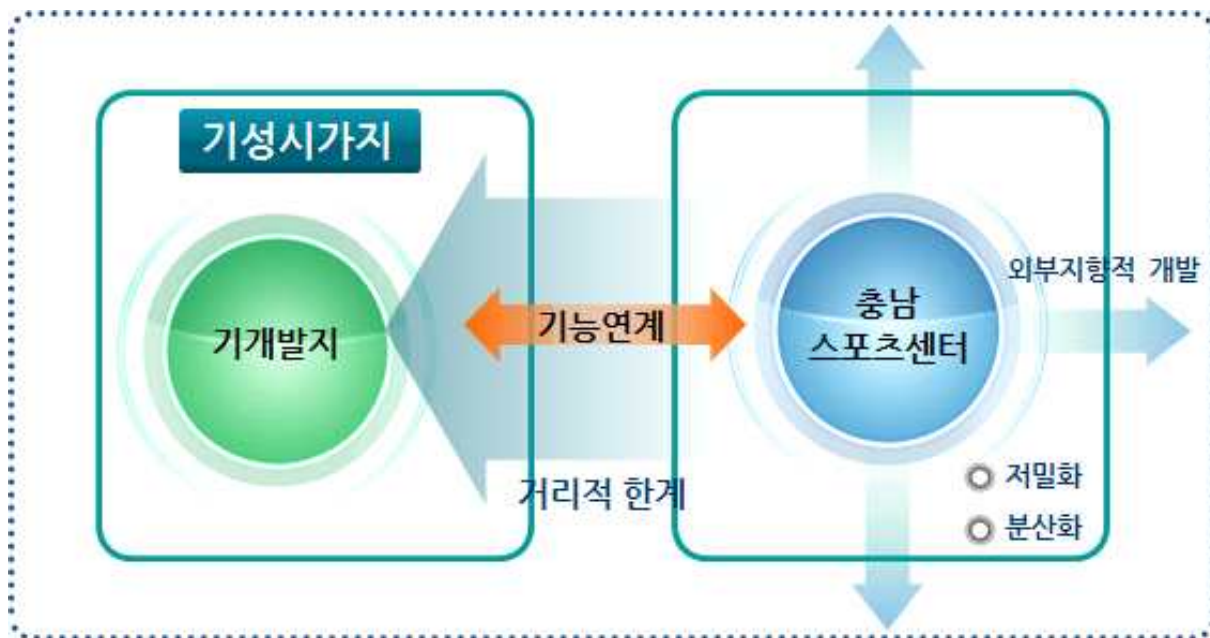 기성시가지
기개발지
기능연계
거리적 한계
충남
스포츠센터
외부지향적 개발
저밀화
분산화